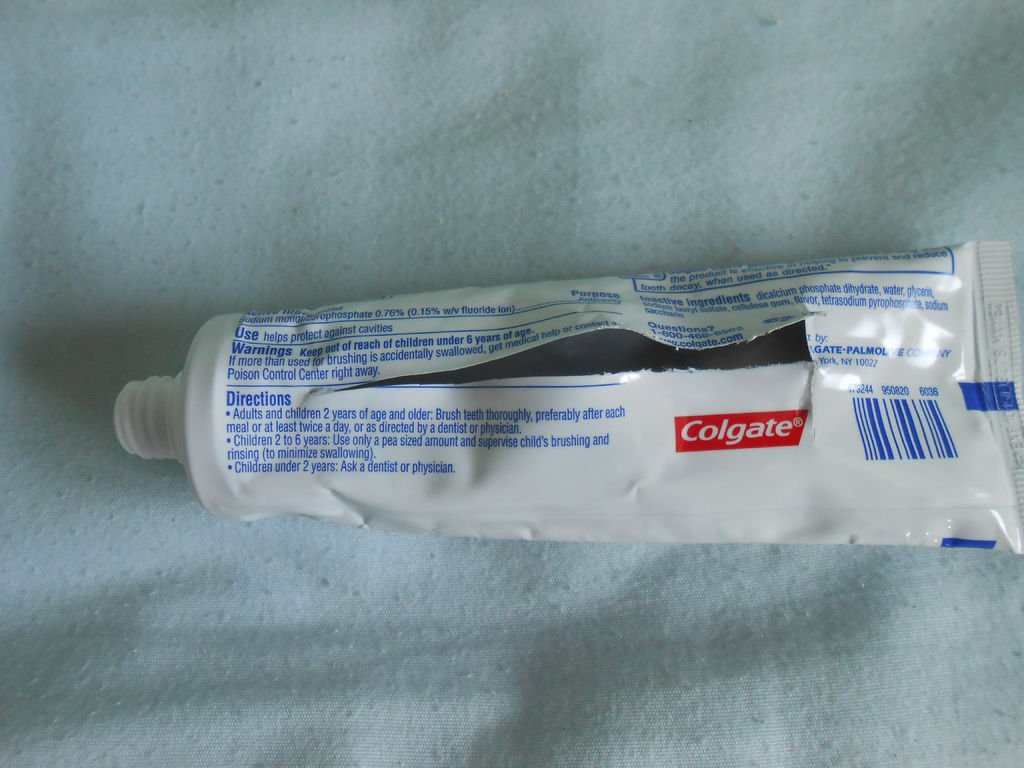 Purpose
monofluorophosphate 0.76% (0.15% w/v fluoride ion)
Use helps protect against cavities
Warnings Keep out of reach of children under 6 years of age.
If more than used for brushing is accidentally swallowed, get medical help or contact a
Poison Control Center right away.
Directions
• Adults and children 2 years of age and older: Brush teeth thoroughly, preferably after each
meal or at least twice a day, or as directed by a dentist or physician.
• Children 2 to 6 years: Use only a pea sized amount and supervise child's brushing and
rinsing (to minimize swallowing).
• Children under 2 years: Ask a dentist or physician.
the product is effective in helping to prevent and reduce
tooth decay, when used as directed."
Inactive ingredients dicalcium phosphate dihydrate, water, glycerin,
sodium lauryl sulfate, cellulose gum, flavor, tetrasodium pyrophosphate, sodium
saccharin
Questions?
.colgate.com
by:
LGATE-PALMOLIVE COMPANY
York, NY 10022
Colgate®
950820 6036